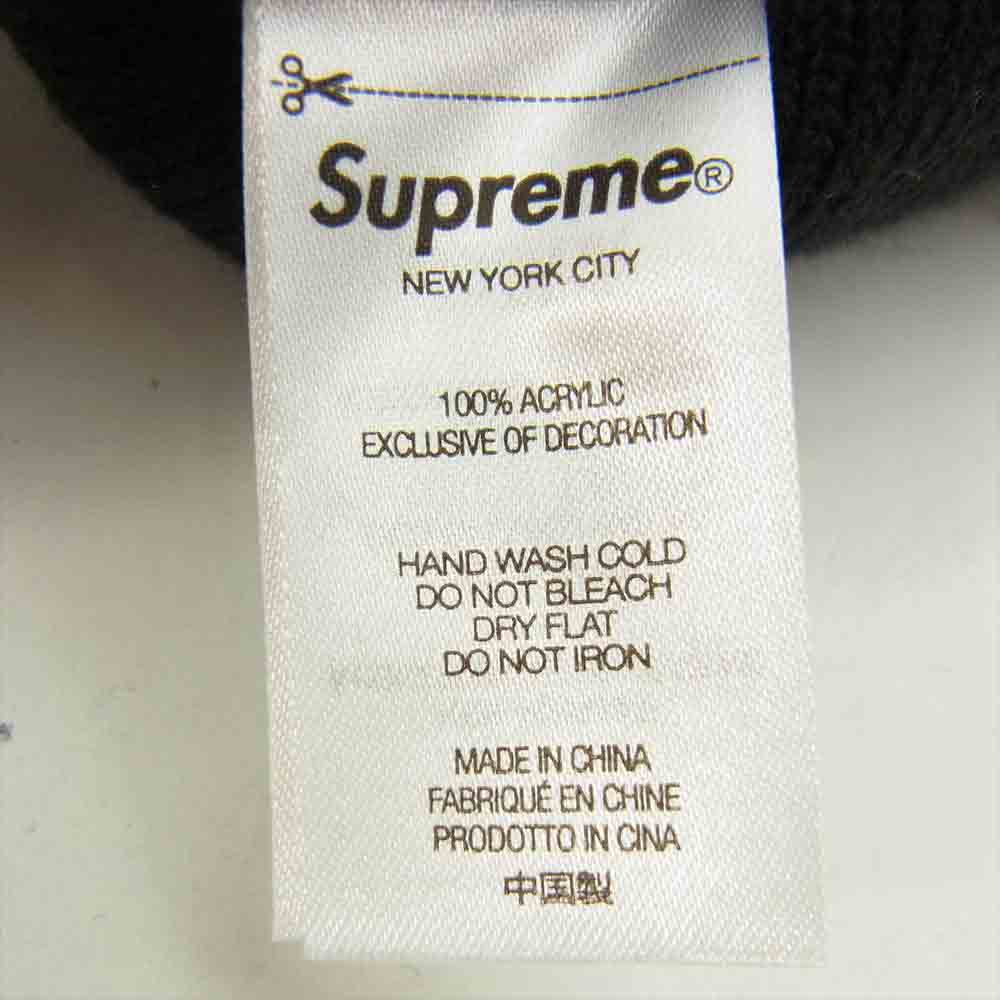 Supreme®
NEW YORK CITY
100% ACRYLIC
EXCLUSIVE OF DECORATION
HAND WASH COLD
DO NOT BLEACH
DRY FLAT
DO NOT IRON
MADE IN CHINA
FABRIQUÉ EN CHINE
PRODOTTO IN CINA
中国製